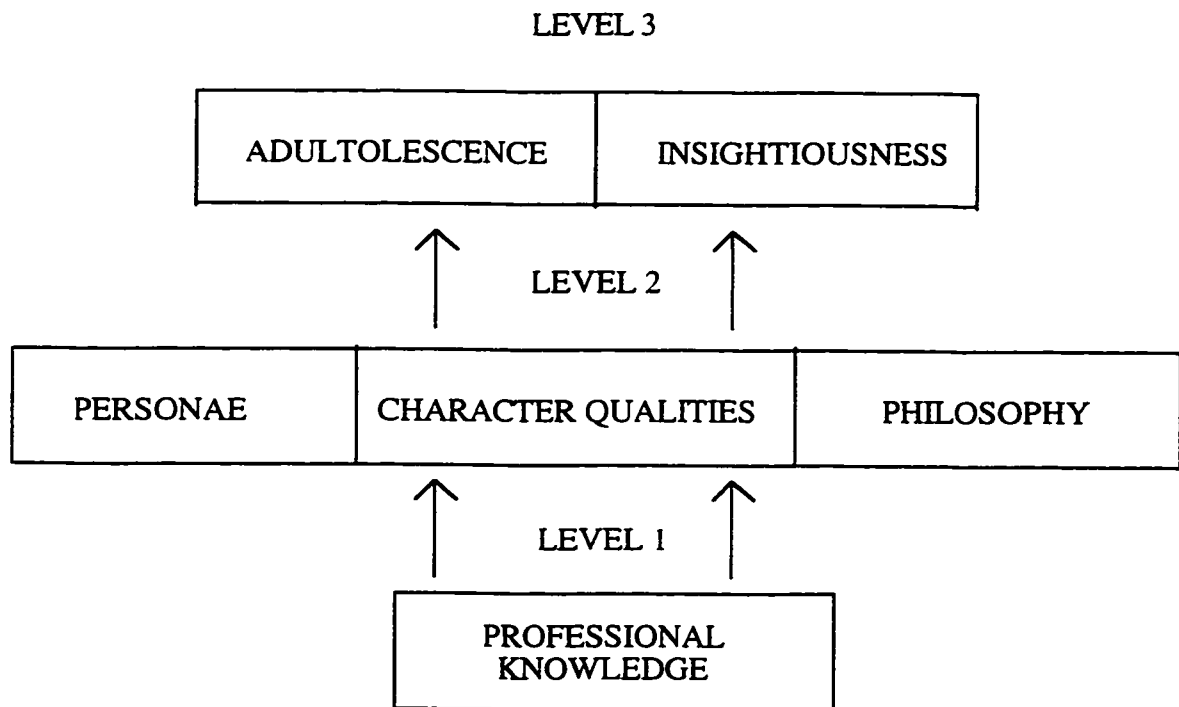 LEVEL 3
ADULTOLESCENCE
INSIGHTIOUSNESS
LEVEL 2
PERSONAE
CHARACTER QUALITIES
PHILOSOPHY
LEVEL 1
PROFESSIONAL
KNOWLEDGE